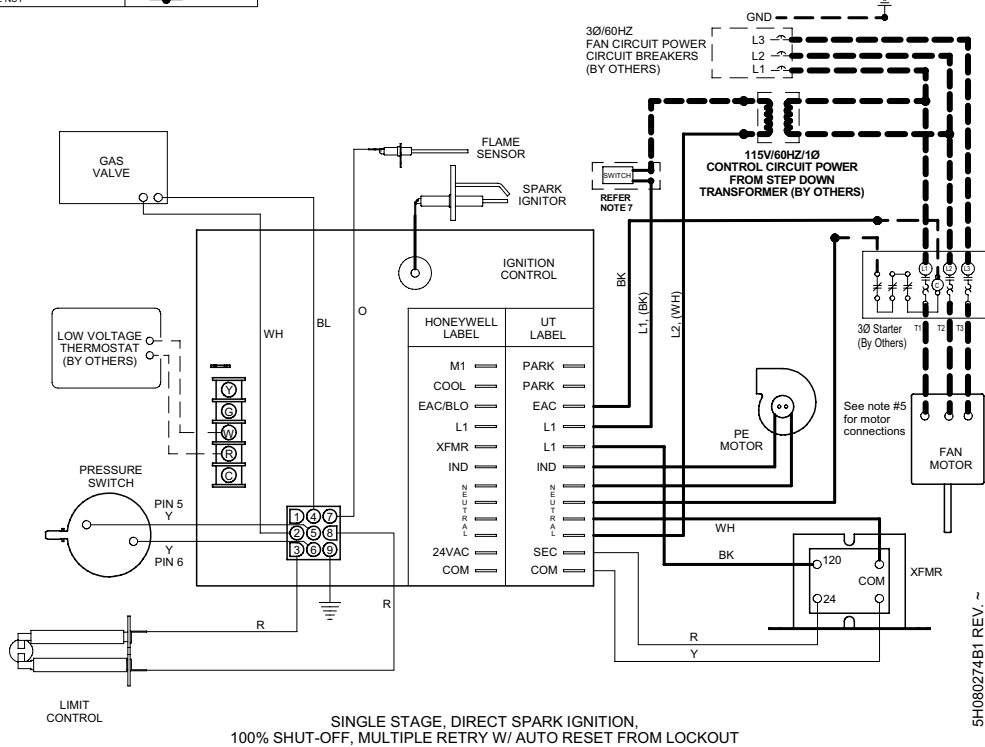 GND
3Ø/60HZ
FAN CIRCUIT POWER
CIRCUIT BREAKERS
(BY OTHERS)
L3
L2
L1
115V/60HZ/1Ø
CONTROL CIRCUIT POWER
FROM STEP DOWN
TRANSFORMER (BY OTHERS)
SWITCH
REFER
NOTE 7
GAS
VALVE
FLAME
SENSOR
SPARK
IGNITOR
IGNITION
CONTROL
WH
BL
O
BK
L1, (BK)
L2, (WH)
L1
L2
L3
C
3Ø Starter
(By Others)
T1
T2
T3
LOW VOLTAGE
THERMOSTAT
(BY OTHERS)
Y
G
W
R
C
HONEYWELL
LABEL
UT
LABEL
M1
PARK
COOL
PARK
EAC/BLO
EAC
L1
L1
XFMR
L1
IND
IND
NEUTRAL
NEUTRAL
24VAC
SEC
COM
COM
PE
MOTOR
See note #5
for motor
connections
FAN
MOTOR
PRESSURE
SWITCH
PIN 5
Y
Y
PIN 6
1 4 7
2 5 8
3 6 9
R
R
WH
BK
120
COM
24
XFMR
R
Y
LIMIT
CONTROL
SINGLE STAGE, DIRECT SPARK IGNITION,
100% SHUT-OFF, MULTIPLE RETRY W/ AUTO RESET FROM LOCKOUT
5H080274B1 REV. ~